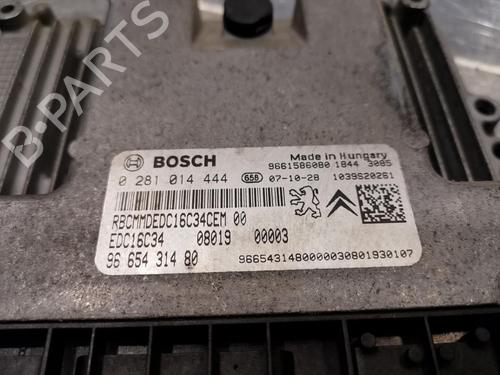 BOSCH
Made in Hungary
9661586080 1844 3085
0 281 014 444 658 07-10-28 1039S20261
RBCMMDEDC16C34CEM 00
EDC16C34 08019 00003
96 654 314 80
9665431480000030801930107
B-PARTS